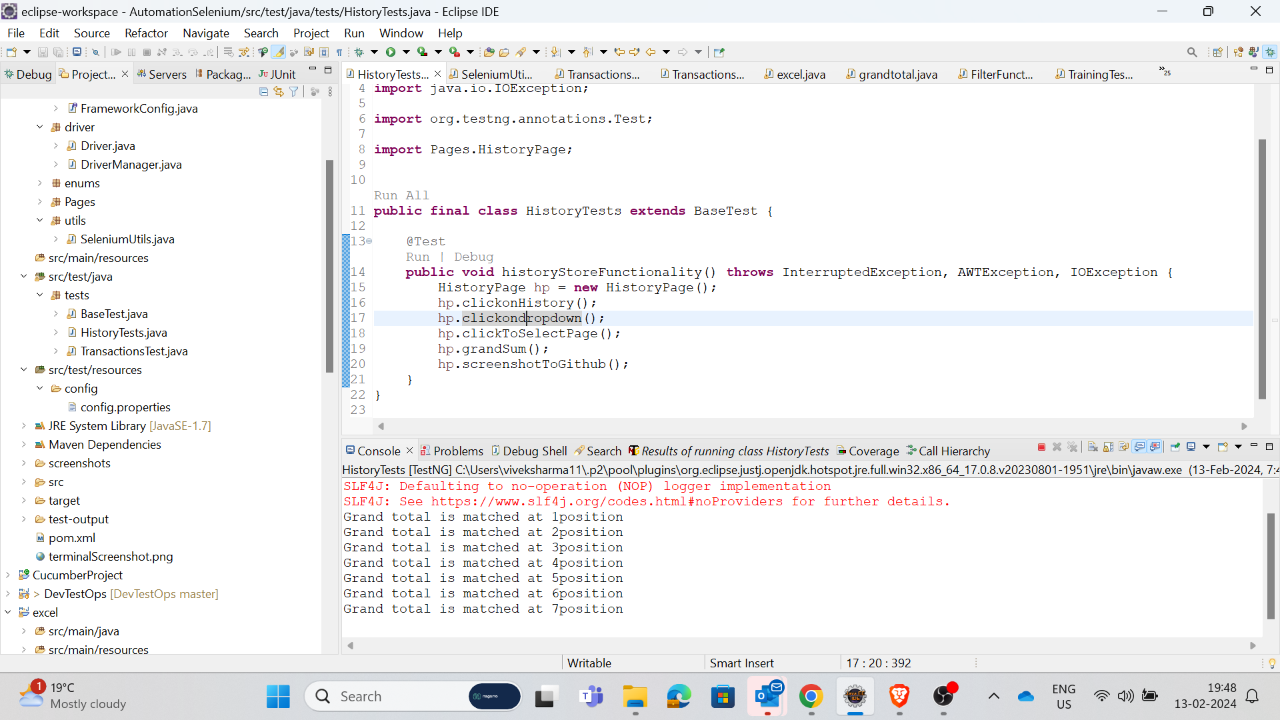 eclipse-workspace - AutomationSelenium/src/test/java/tests/HistoryTests.java - Eclipse IDE
File Edit Source Refactor Navigate Search Project Run Window Help
Debug Project... Servers Packag... JUnit
HistoryTests... SeleniumUti... Transactions... Transactions... excel.java grandtotal.java FilterFunct... TrainingTes... »25
FrameworkConfig.java
driver
Driver.java
DriverManager.java
enums
Pages
utils
SeleniumUtils.java
src/main/resources
src/test/java
tests
BaseTest.java
HistoryTests.java
TransactionsTest.java
src/test/resources
config
config.properties
JRE System Library [JavaSE-1.7]
Maven Dependencies
screenshots
src
target
test-output
pom.xml
terminalScreenshot.png
CucumberProject
> DevTestOps [DevTestOps master]
excel
src/main/java
src/main/resources
4 import java.io.IOException;
5
6 import org.testng.annotations.Test;
7
8 import Pages.HistoryPage;
9
10
Run All
11 public final class HistoryTests extends BaseTest {
12
13 @Test
Run | Debug
14 public void historyStoreFunctionality() throws InterruptedException, AWTException, IOException {
15 HistoryPage hp = new HistoryPage();
16 hp.clickonHistory();
17 hp.clickondropdown();
18 hp.clickToSelectPage();
19 hp.grandSum();
20 hp.screenshotToGithub();
21 }
22 }
23
Console Problems Debug Shell Search Results of running class HistoryTests Coverage Call Hierarchy
HistoryTests [TestNG] C:\Users\viveksharma11\.p2\pool\plugins\org.eclipse.justj.openjdk.hotspot.jre.full.win32.x86_64_17.0.8.v20230801-1951\jre\bin\javaw.exe (13-Feb-2024, 7:4
SLF4J: Defaulting to no-operation (NOP) logger implementation
SLF4J: See https://www.slf4j.org/codes.html#noProviders for further details.
Grand total is matched at 1position
Grand total is matched at 2position
Grand total is matched at 3position
Grand total is matched at 4position
Grand total is matched at 5position
Grand total is matched at 6position
Grand total is matched at 7position
Writable Smart Insert 17 : 20 : 392
1
19°C
Mostly cloudy
Search
ENG
US
19:48
13-02-2024